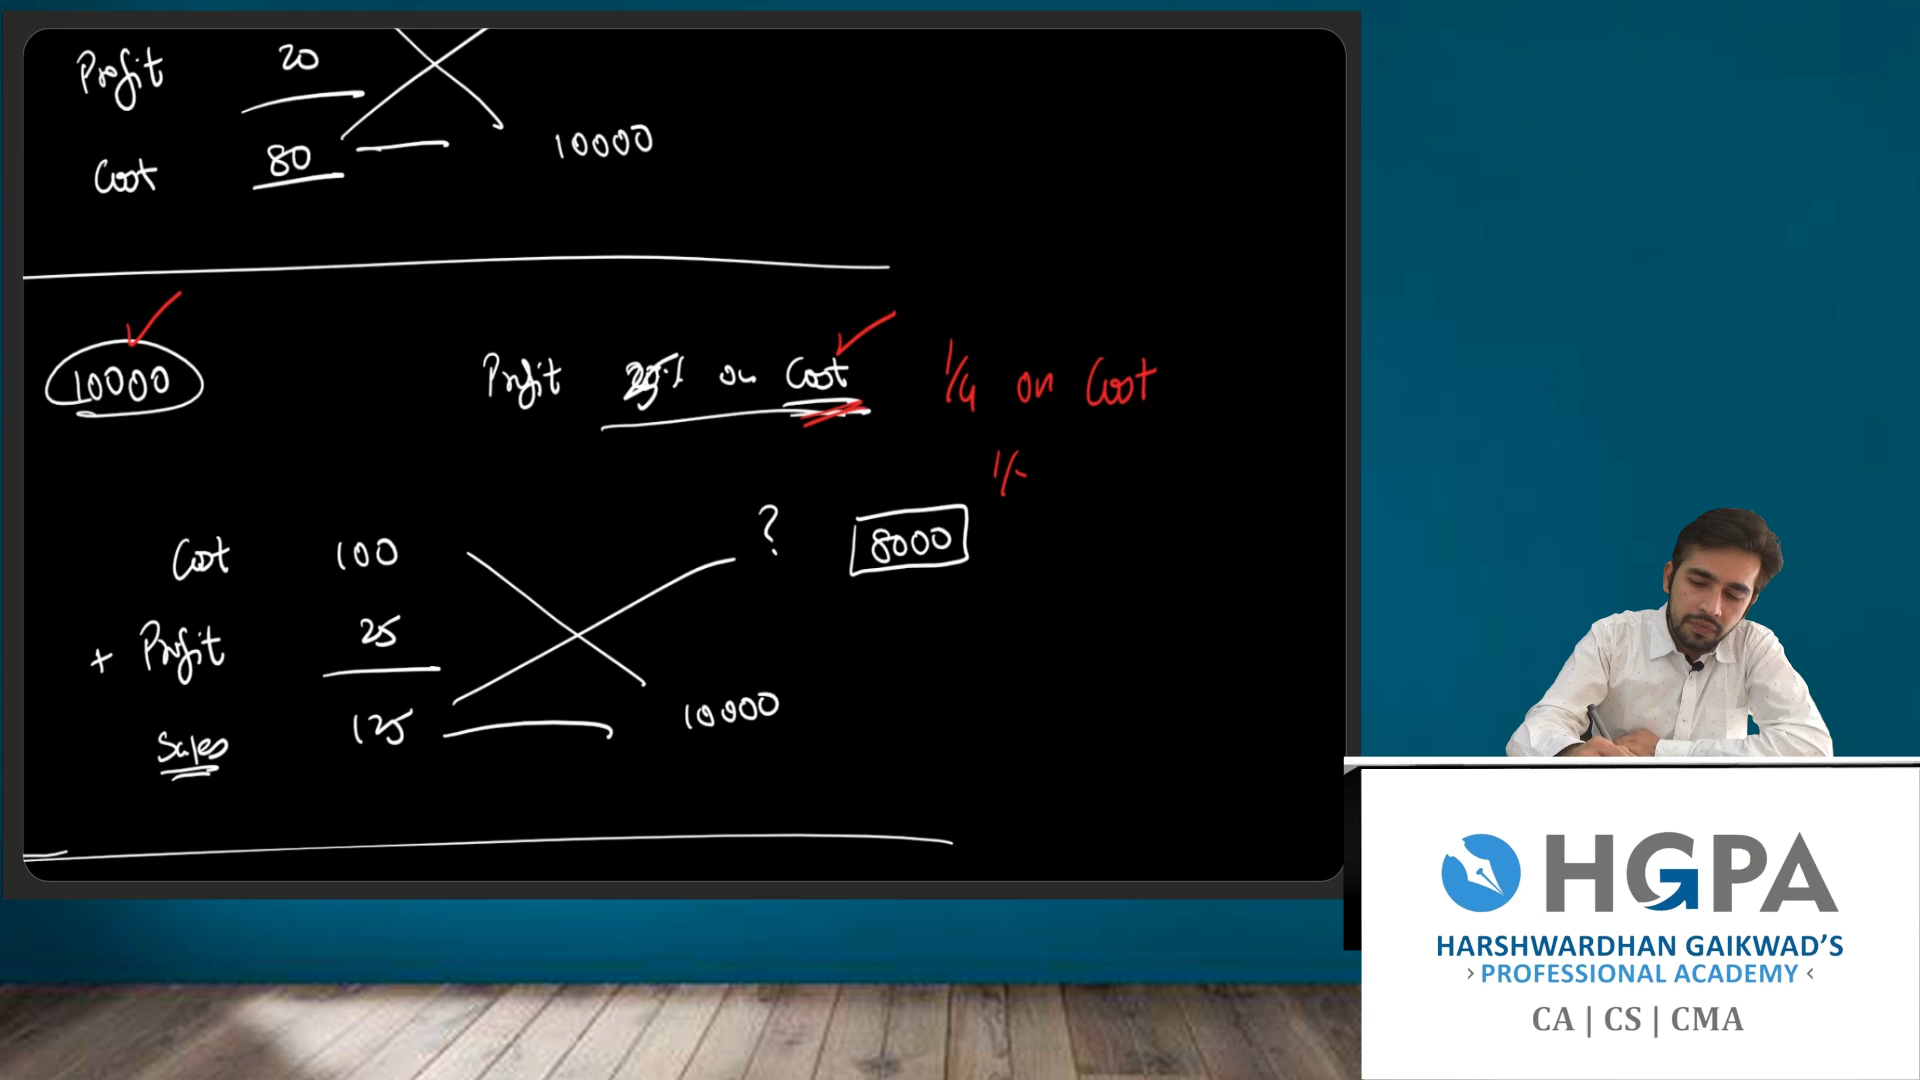 Profit 20
Cost 80 10000
10000 Profit 25% on Cost 1/4 on Cost
1/
Cost 100 ? 8000
+ Profit 25
Sales 125 10000
HGPA
HARSHWARDHAN GAIKWAD'S
› PROFESSIONAL ACADEMY ‹
CA | CS | CMA